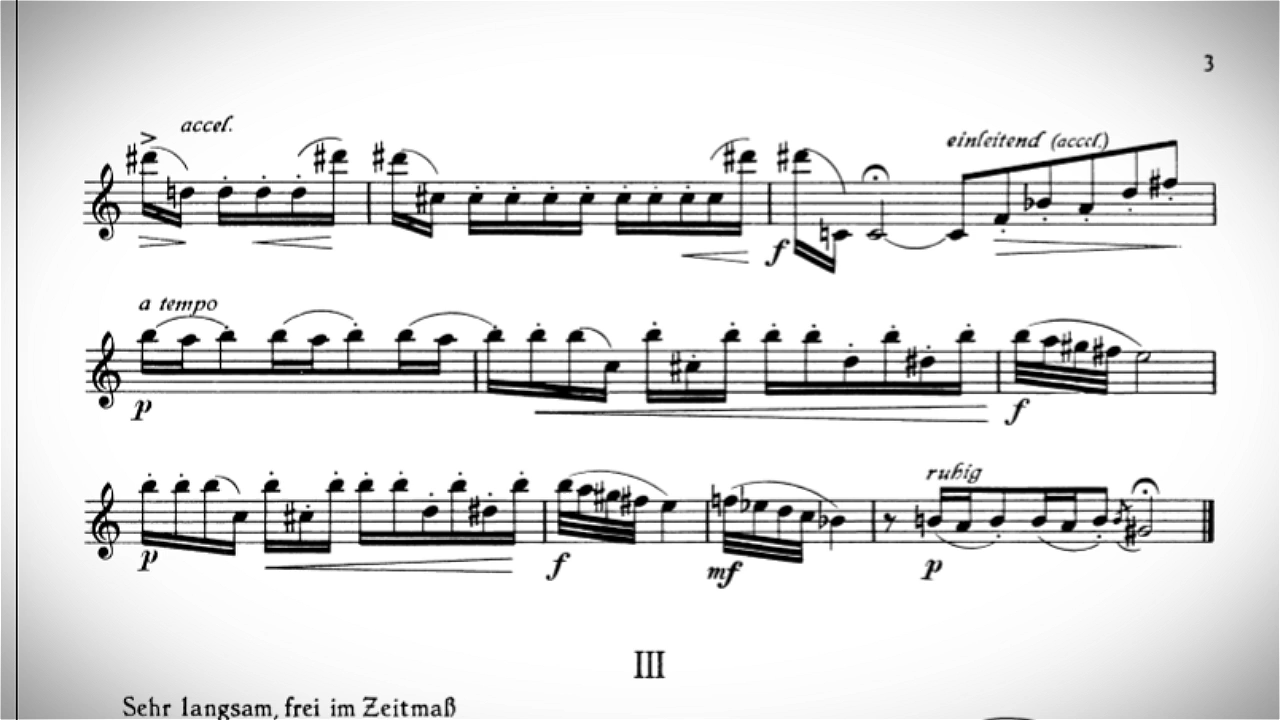 3
accel.
einleitend (accel.)
f
a tempo
p
f
ruhig
p
f
mf
p
III
Sehr langsam, frei im Zeitmaß